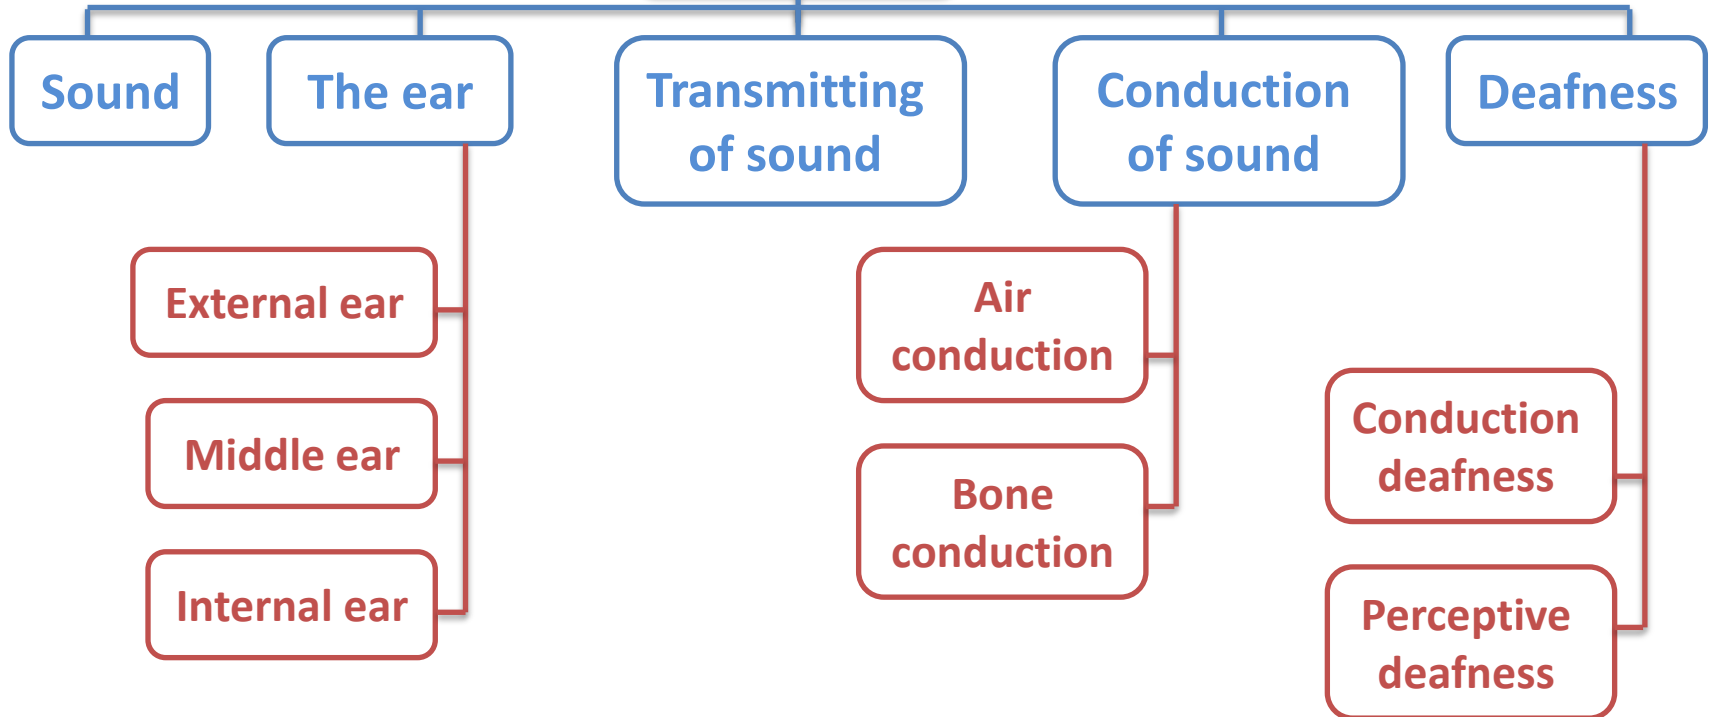 Sound
The ear
Transmitting
of sound
Conduction
of sound
Deafness
External ear
Middle ear
Internal ear
Air
conduction
Bone
conduction
Conduction
deafness
Perceptive
deafness